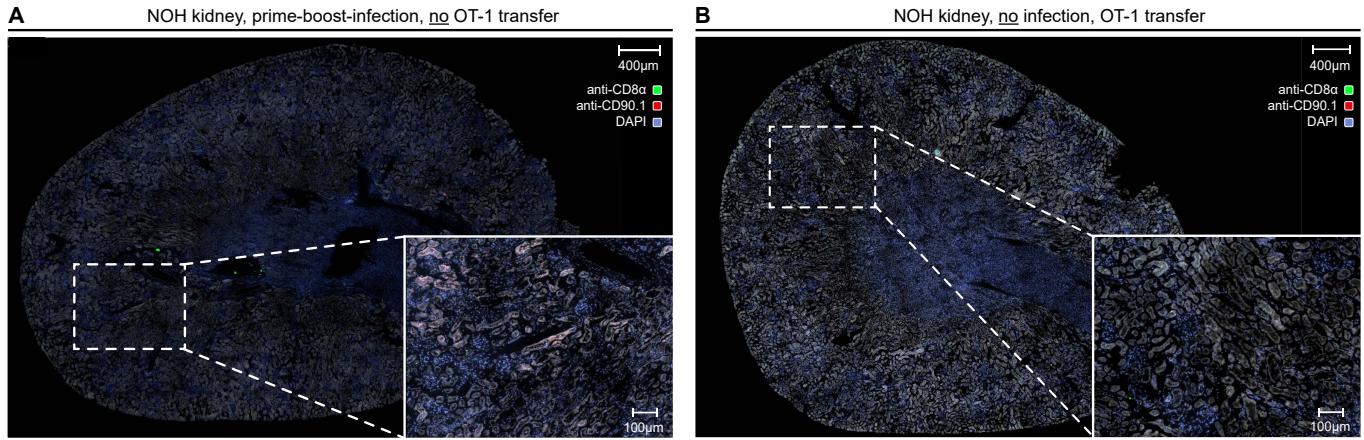 A NOH kidney, prime-boost-infection, no OT-1 transfer
400µm
anti-CD8α
anti-CD90.1
DAPI
100µm
B NOH kidney, no infection, OT-1 transfer
400µm
anti-CD8α
anti-CD90.1
DAPI
100µm